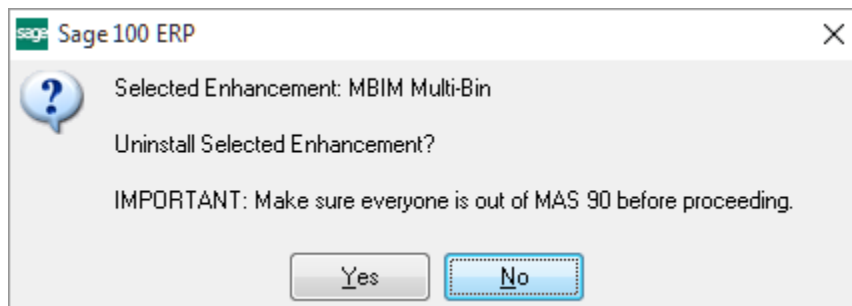 sage Sage 100 ERP
Selected Enhancement: MBIM Multi-Bin
Uninstall Selected Enhancement?
IMPORTANT: Make sure everyone is out of MAS 90 before proceeding.
Yes No